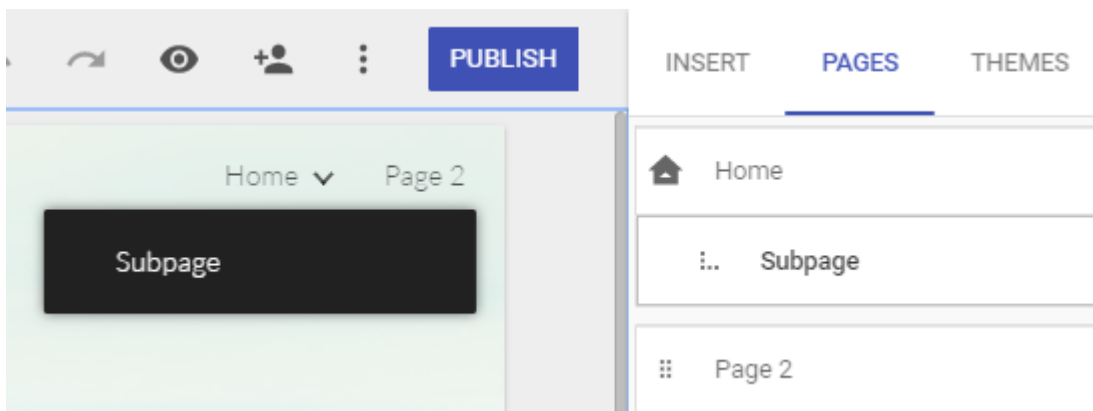 PUBLISH
INSERT PAGES THEMES
Home Page 2
Subpage
Home
Subpage
Page 2